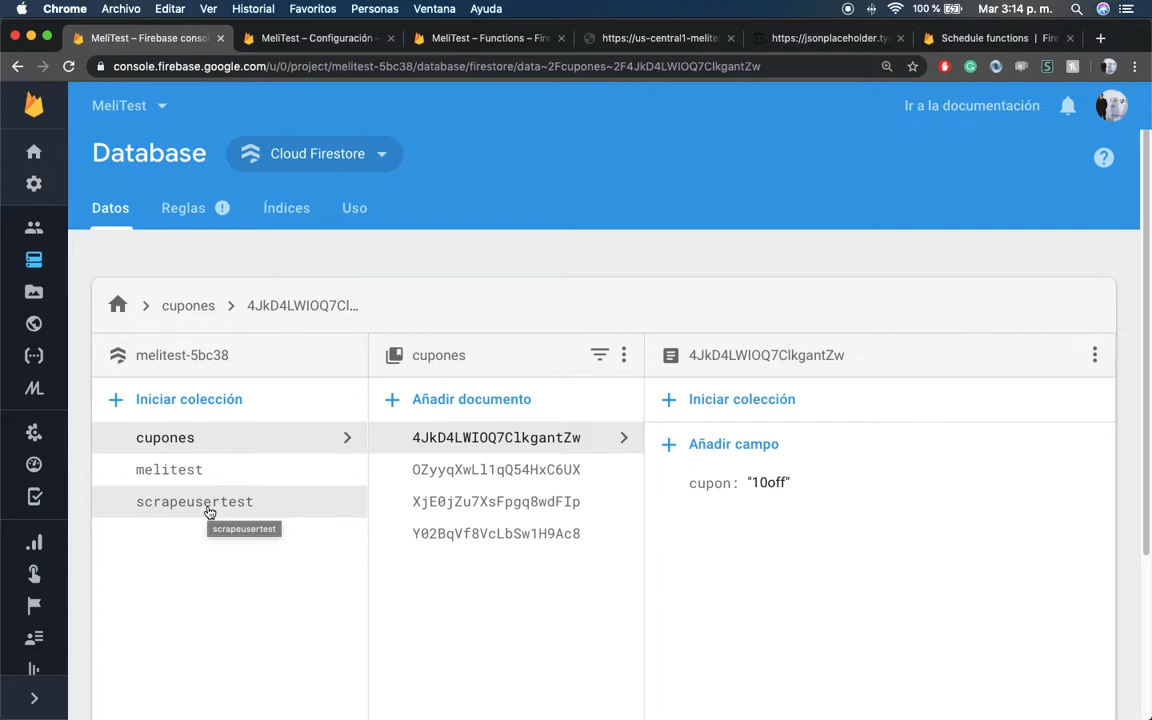 Chrome Archivo Editar Ver Historial Favoritos Personas Ventana Ayuda 100 % Mar 3:14 p. m.
MeliTest – Firebase conso MeliTest – Configuración - MeliTest – Functions – Fire https://us-central1-melite https://jsonplaceholder.ty Schedule functions | Fire
console.firebase.google.com/u/0/project/melitest-5bc38/database/firestore/data~2Fcupones~2F4JkD4LWIOQ7ClkgantZw
MeliTest Ir a la documentación
Database Cloud Firestore
Datos Reglas Índices Uso
cupones 4JkD4LWIOQ7Cl...
melitest-5bc38 cupones 4JkD4LWIOQ7ClkgantZw
Iniciar colección Añadir documento Iniciar colección
cupones 4JkD4LWIOQ7ClkgantZw Añadir campo
melitest OZyyqXwLl1qQ54HxC6UX cupon: "10off"
scrapeusertest XjE0jZu7XsFpgq8wdFIp
scrapeusertest Y02BqVf8VcLbSw1H9Ac8